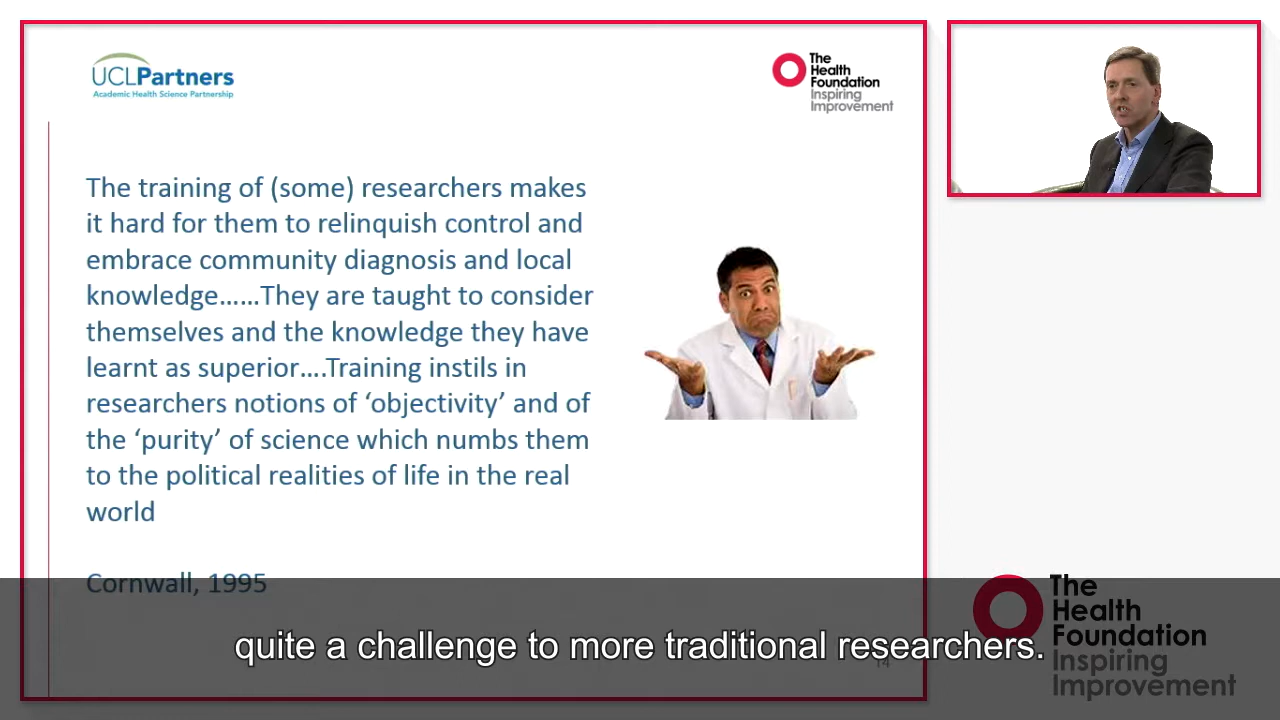 UCLPartners
Academic Health Science Partnership
The
Health
Foundation
Inspiring
Improvement
The training of (some) researchers makes
it hard for them to relinquish control and
embrace community diagnosis and local
knowledge……They are taught to consider
themselves and the knowledge they have
learnt as superior….Training instils in
researchers notions of ‘objectivity’ and of
the ‘purity’ of science which numbs them
to the political realities of life in the real
world
Cornwall, 1995
14
The
Health
Foundation
Inspiring
Improvement
quite a challenge to more traditional researchers.